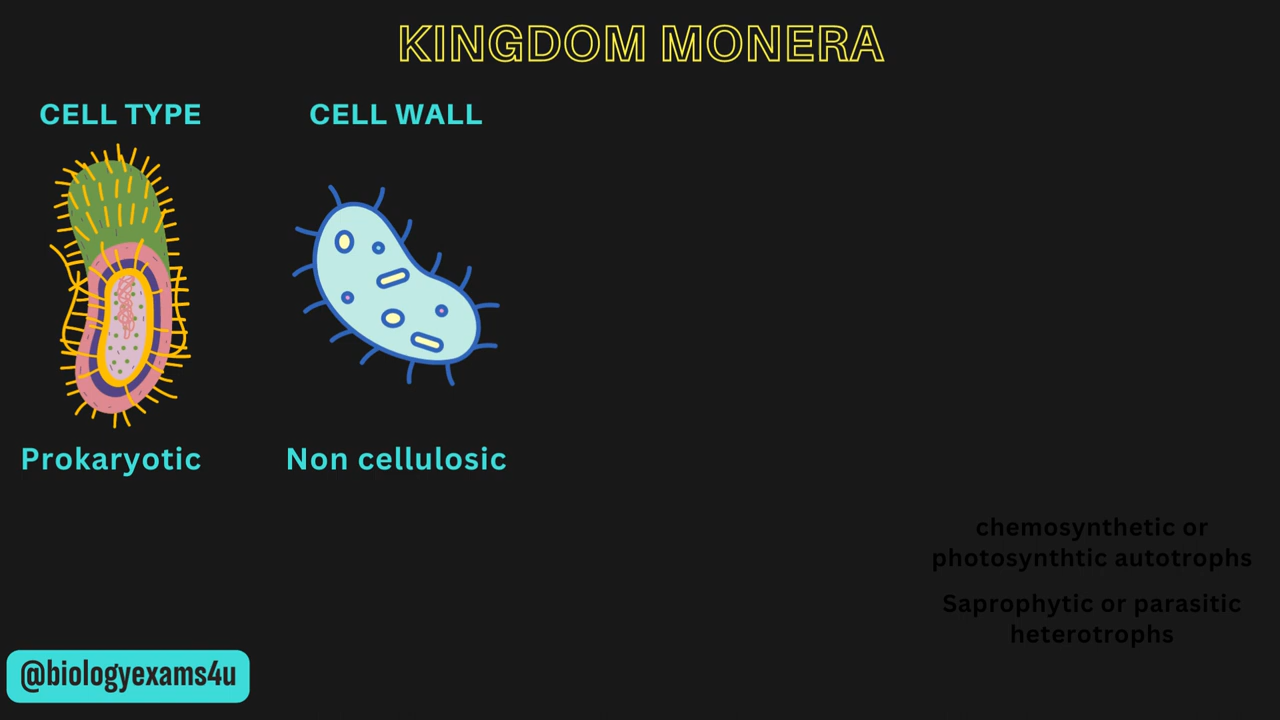 KINGDOM MONERA
CELL TYPE
CELL WALL
Prokaryotic
Non cellulosic
chemosynthetic or
photosynthtic autotrophs
Saprophytic or parasitic
heterotrophs
@biologyexams4u